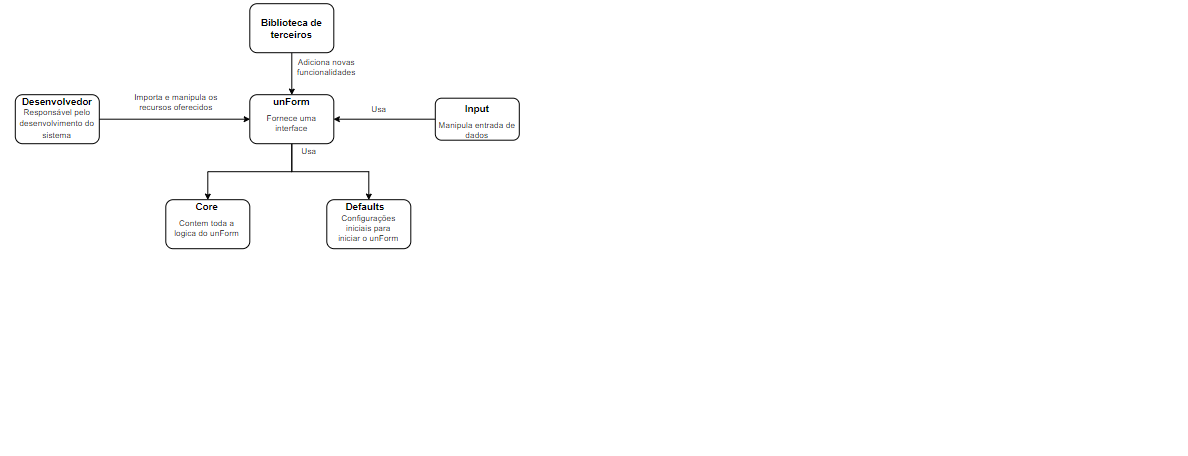 Biblioteca de
terceiros
Adiciona novas
funcionalidades
Desenvolvedor
Responsável pelo
desenvolvimento do
sistema
Importa e manipula os
recursos oferecidos
unForm
Fornece uma
interface
Usa
Input
Manipula entrada de
dados
Usa
Core
Contem toda a
logica do unForm
Defaults
Configurações
iniciais para
iniciar o unForm